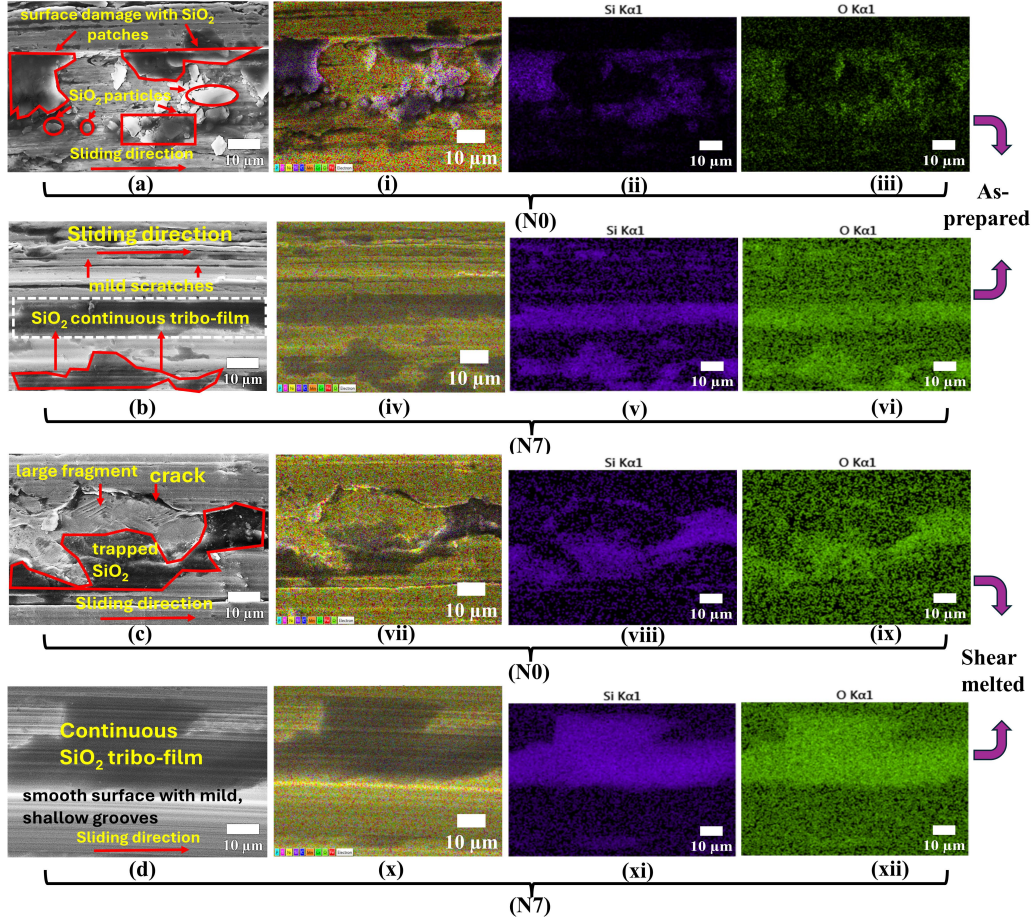 surface damage with SiO2 patches
SiO2 particles
Sliding direction
10 µm
10 µm
Si Kα1
10 µm
O Kα1
10 µm
(a)
(i)
(ii)
(iii)
(N0)
As-prepared
Sliding direction
mild scratches
SiO2 continuous tribo-film
10 µm
10 µm
Si Kα1
10 µm
O Kα1
10 µm
(b)
(iv)
(v)
(vi)
(N7)
large fragment
crack
trapped
SiO2
Sliding direction
10 µm
10 µm
Si Kα1
10 µm
O Kα1
10 µm
(c)
(vii)
(viii)
(ix)
(N0)
Shear
melted
Continuous
SiO2 tribo-film
smooth surface with mild,
shallow grooves
Sliding direction
10 µm
10 µm
Si Kα1
10 µm
O Kα1
10 µm
(d)
(x)
(xi)
(xii)
(N7)